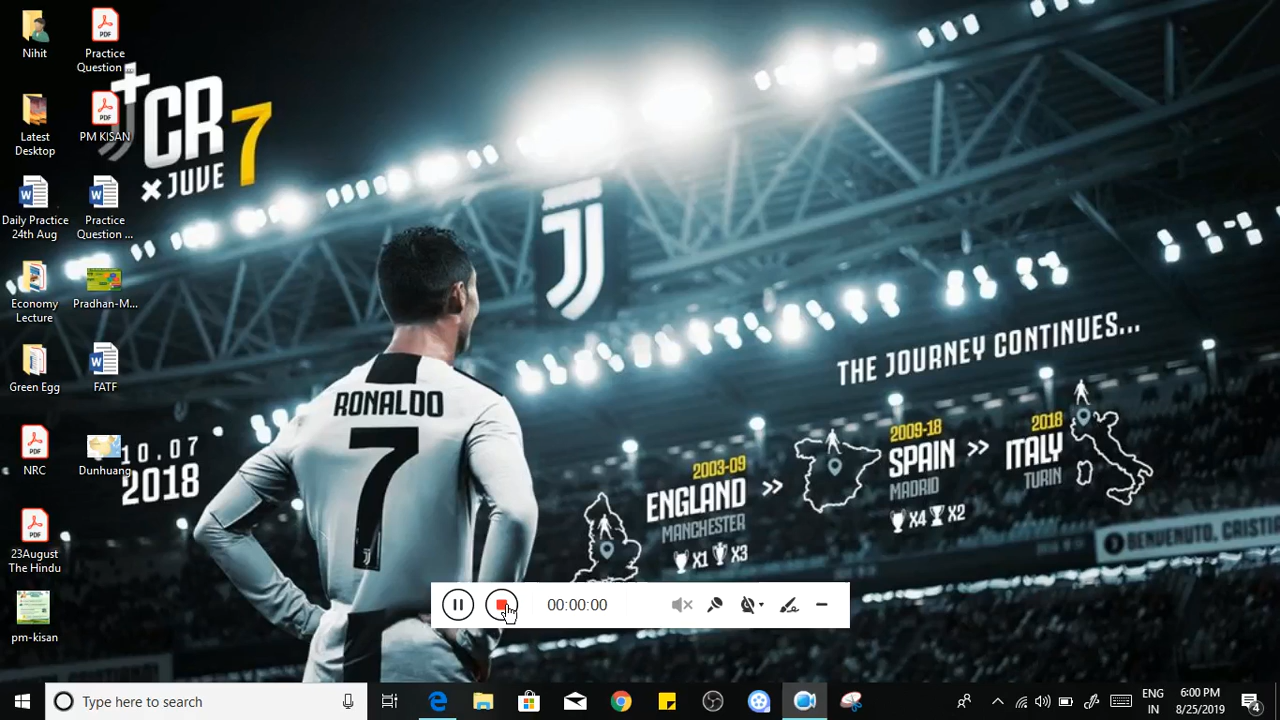 Nihit
Practice
Question ...
Latest
Desktop
PM KISAN
Daily Practice
24th Aug
Practice
Question ...
Economy
Lecture
Pradhan-M...
Green Egg
FATF
NRC
Dunhuang
23August
The Hindu
pm-kisan
CR7
× JUVE
10.07
2018
RONALDO
7
THE JOURNEY CONTINUES...
2003-09
ENGLAND
MANCHESTER
X1 X3
>>
2009-18
SPAIN
MADRID
X4 X2
>>
2018
ITALY
TURIN
BENVENUTO, CRISTI
00:00:00
Type here to search
ENG
IN
6:00 PM
8/25/2019
4